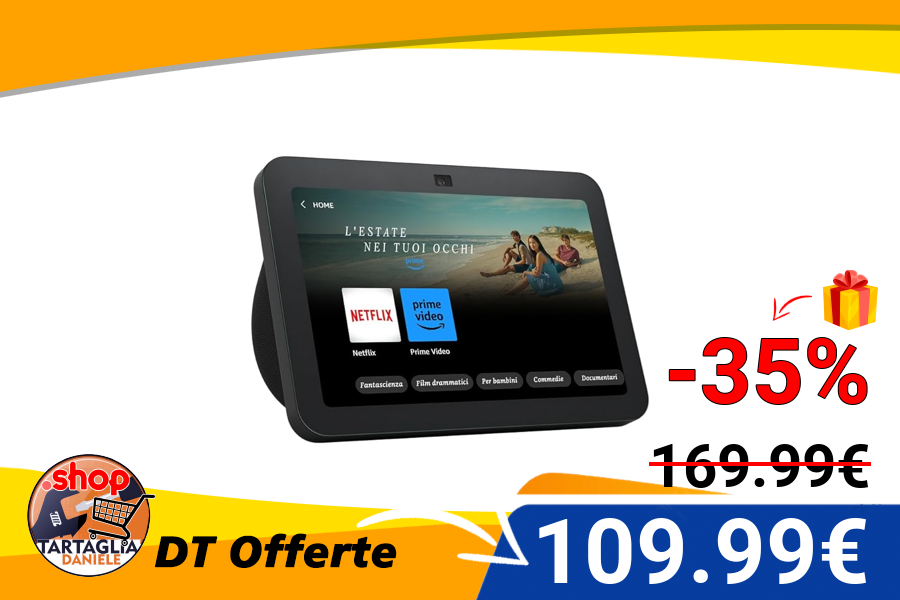 HOME
L'ESTATE
NEI TUOI OCCHI
prime
NETFLIX
prime
video
Netflix
Prime Video
Fantascienza
Film drammatici
Per bambini
Commedie
Documentari
-35%
169.99€
109.99€
.shop
TARTAGLIA
DANIELE
DT Offerte